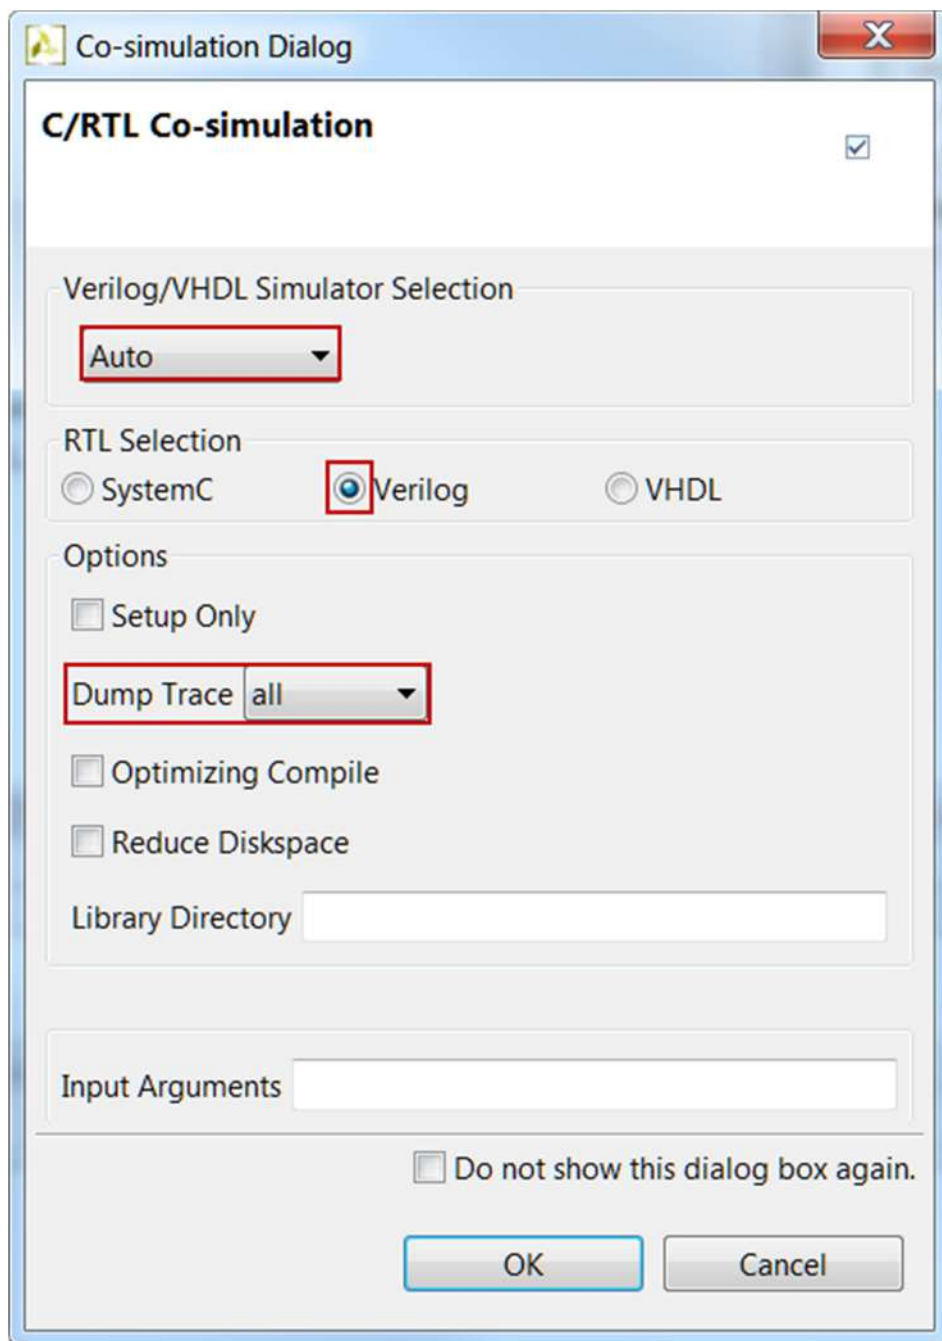 Co-simulation Dialog
C/RTL Co-simulation
Verilog/VHDL Simulator Selection
Auto
RTL Selection
SystemC Verilog VHDL
Options
Setup Only
Dump Trace all
Optimizing Compile
Reduce Diskspace
Library Directory
Input Arguments
Do not show this dialog box again.
OK Cancel